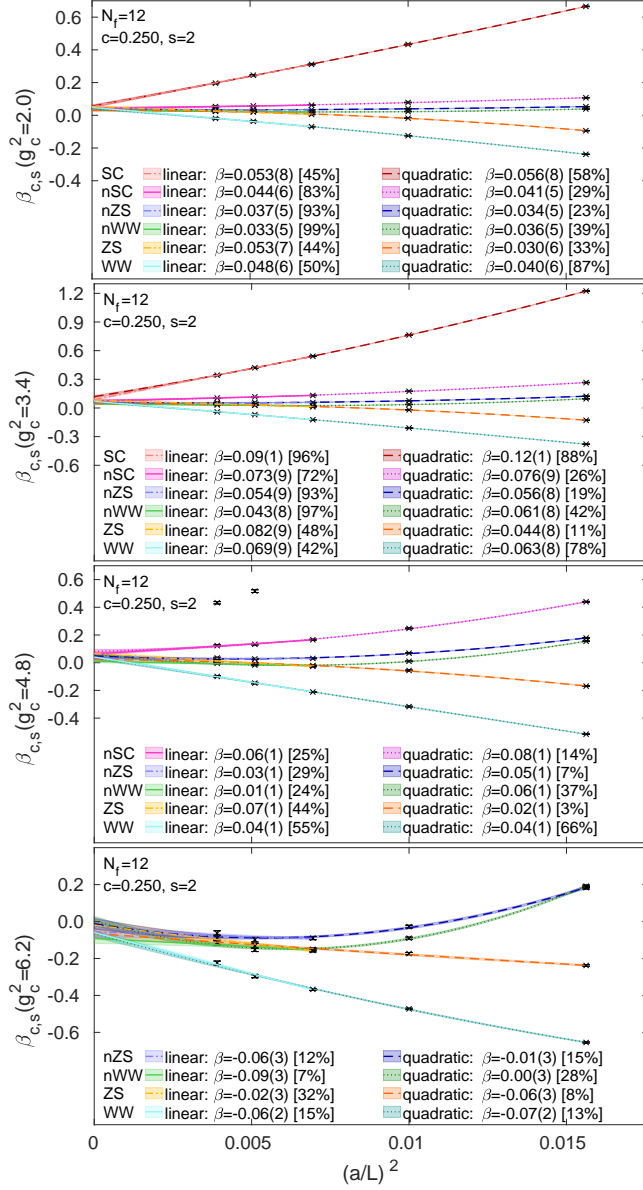 0.6
0.4
0.2
0.0
-0.2
-0.4
β_{c,s}(g_c^2=2.0)
N_f=12
c=0.250, s=2
SC linear: β=0.053(8) [45%] quadratic: β=0.056(8) [58%]
nSC linear: β=0.044(6) [83%] quadratic: β=0.041(5) [29%]
nZS linear: β=0.037(5) [93%] quadratic: β=0.034(5) [23%]
nWW linear: β=0.033(5) [99%] quadratic: β=0.036(5) [39%]
ZS linear: β=0.053(7) [44%] quadratic: β=0.030(6) [33%]
WW linear: β=0.048(6) [50%] quadratic: β=0.040(6) [87%]
1.2
0.9
0.6
0.3
0.0
-0.3
-0.6
β_{c,s}(g_c^2=3.4)
N_f=12
c=0.250, s=2
SC linear: β=0.09(1) [96%] quadratic: β=0.12(1) [88%]
nSC linear: β=0.073(9) [72%] quadratic: β=0.076(9) [26%]
nZS linear: β=0.054(9) [93%] quadratic: β=0.056(8) [19%]
nWW linear: β=0.043(8) [97%] quadratic: β=0.061(8) [42%]
ZS linear: β=0.082(9) [48%] quadratic: β=0.044(8) [11%]
WW linear: β=0.069(9) [42%] quadratic: β=0.063(8) [78%]
0.6
0.4
0.2
0.0
-0.2
-0.4
β_{c,s}(g_c^2=4.8)
N_f=12
c=0.250, s=2
nSC linear: β=0.06(1) [25%] quadratic: β=0.08(1) [14%]
nZS linear: β=0.03(1) [29%] quadratic: β=0.05(1) [7%]
nWW linear: β=0.01(1) [24%] quadratic: β=0.06(1) [37%]
ZS linear: β=0.07(1) [44%] quadratic: β=0.02(1) [3%]
WW linear: β=0.04(1) [55%] quadratic: β=0.04(1) [66%]
0.2
0.0
-0.2
-0.4
-0.6
β_{c,s}(g_c^2=6.2)
N_f=12
c=0.250, s=2
nZS linear: β=-0.06(3) [12%] quadratic: β=-0.01(3) [15%]
nWW linear: β=-0.09(3) [7%] quadratic: β=0.00(3) [28%]
ZS linear: β=-0.02(3) [32%] quadratic: β=-0.06(3) [8%]
WW linear: β=-0.06(2) [15%] quadratic: β=-0.07(2) [13%]
0 0.005 0.01 0.015
(a/L)^2